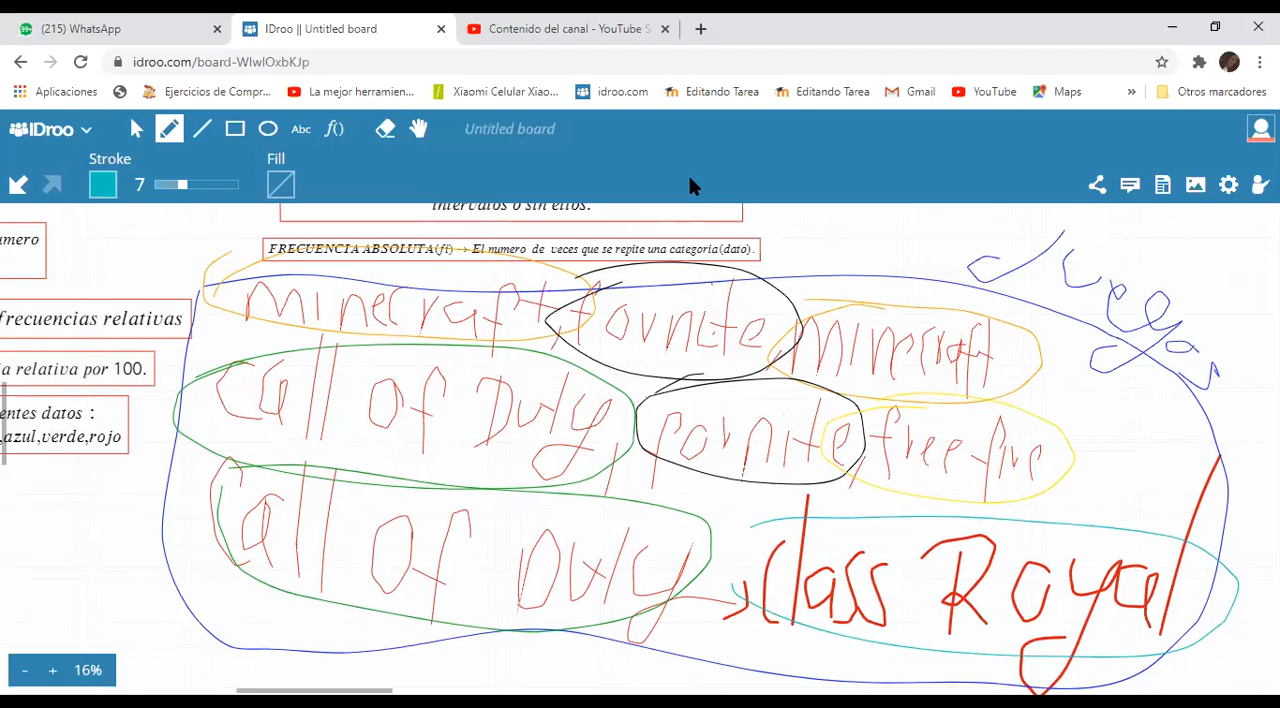 (215) WhatsApp
IDroo || Untitled board
Contenido del canal - YouTube S
idroo.com/board-WIwIOxbKJp
Aplicaciones
Ejercicios de Compr...
La mejor herramien...
Xiaomi Celular Xiao...
idroo.com
Editando Tarea
Editando Tarea
Gmail
YouTube
Maps
»
Otros marcadores
IDroo
Abc
f()
Untitled board
Stroke
Fill
7
intervalos o sin ellos.
umero
FRECUENCIA ABSOLUTA(fi) -> El numero de veces que se repite una categoria(dato).
frecuencias relativas
ia relativa por 100.
entes datos :
,azul,verde,rojo
minecraft, fornite, Minecraft
Call Of Duty, fornite, free fire
Call Of Duty, Class Royal
- + 16%